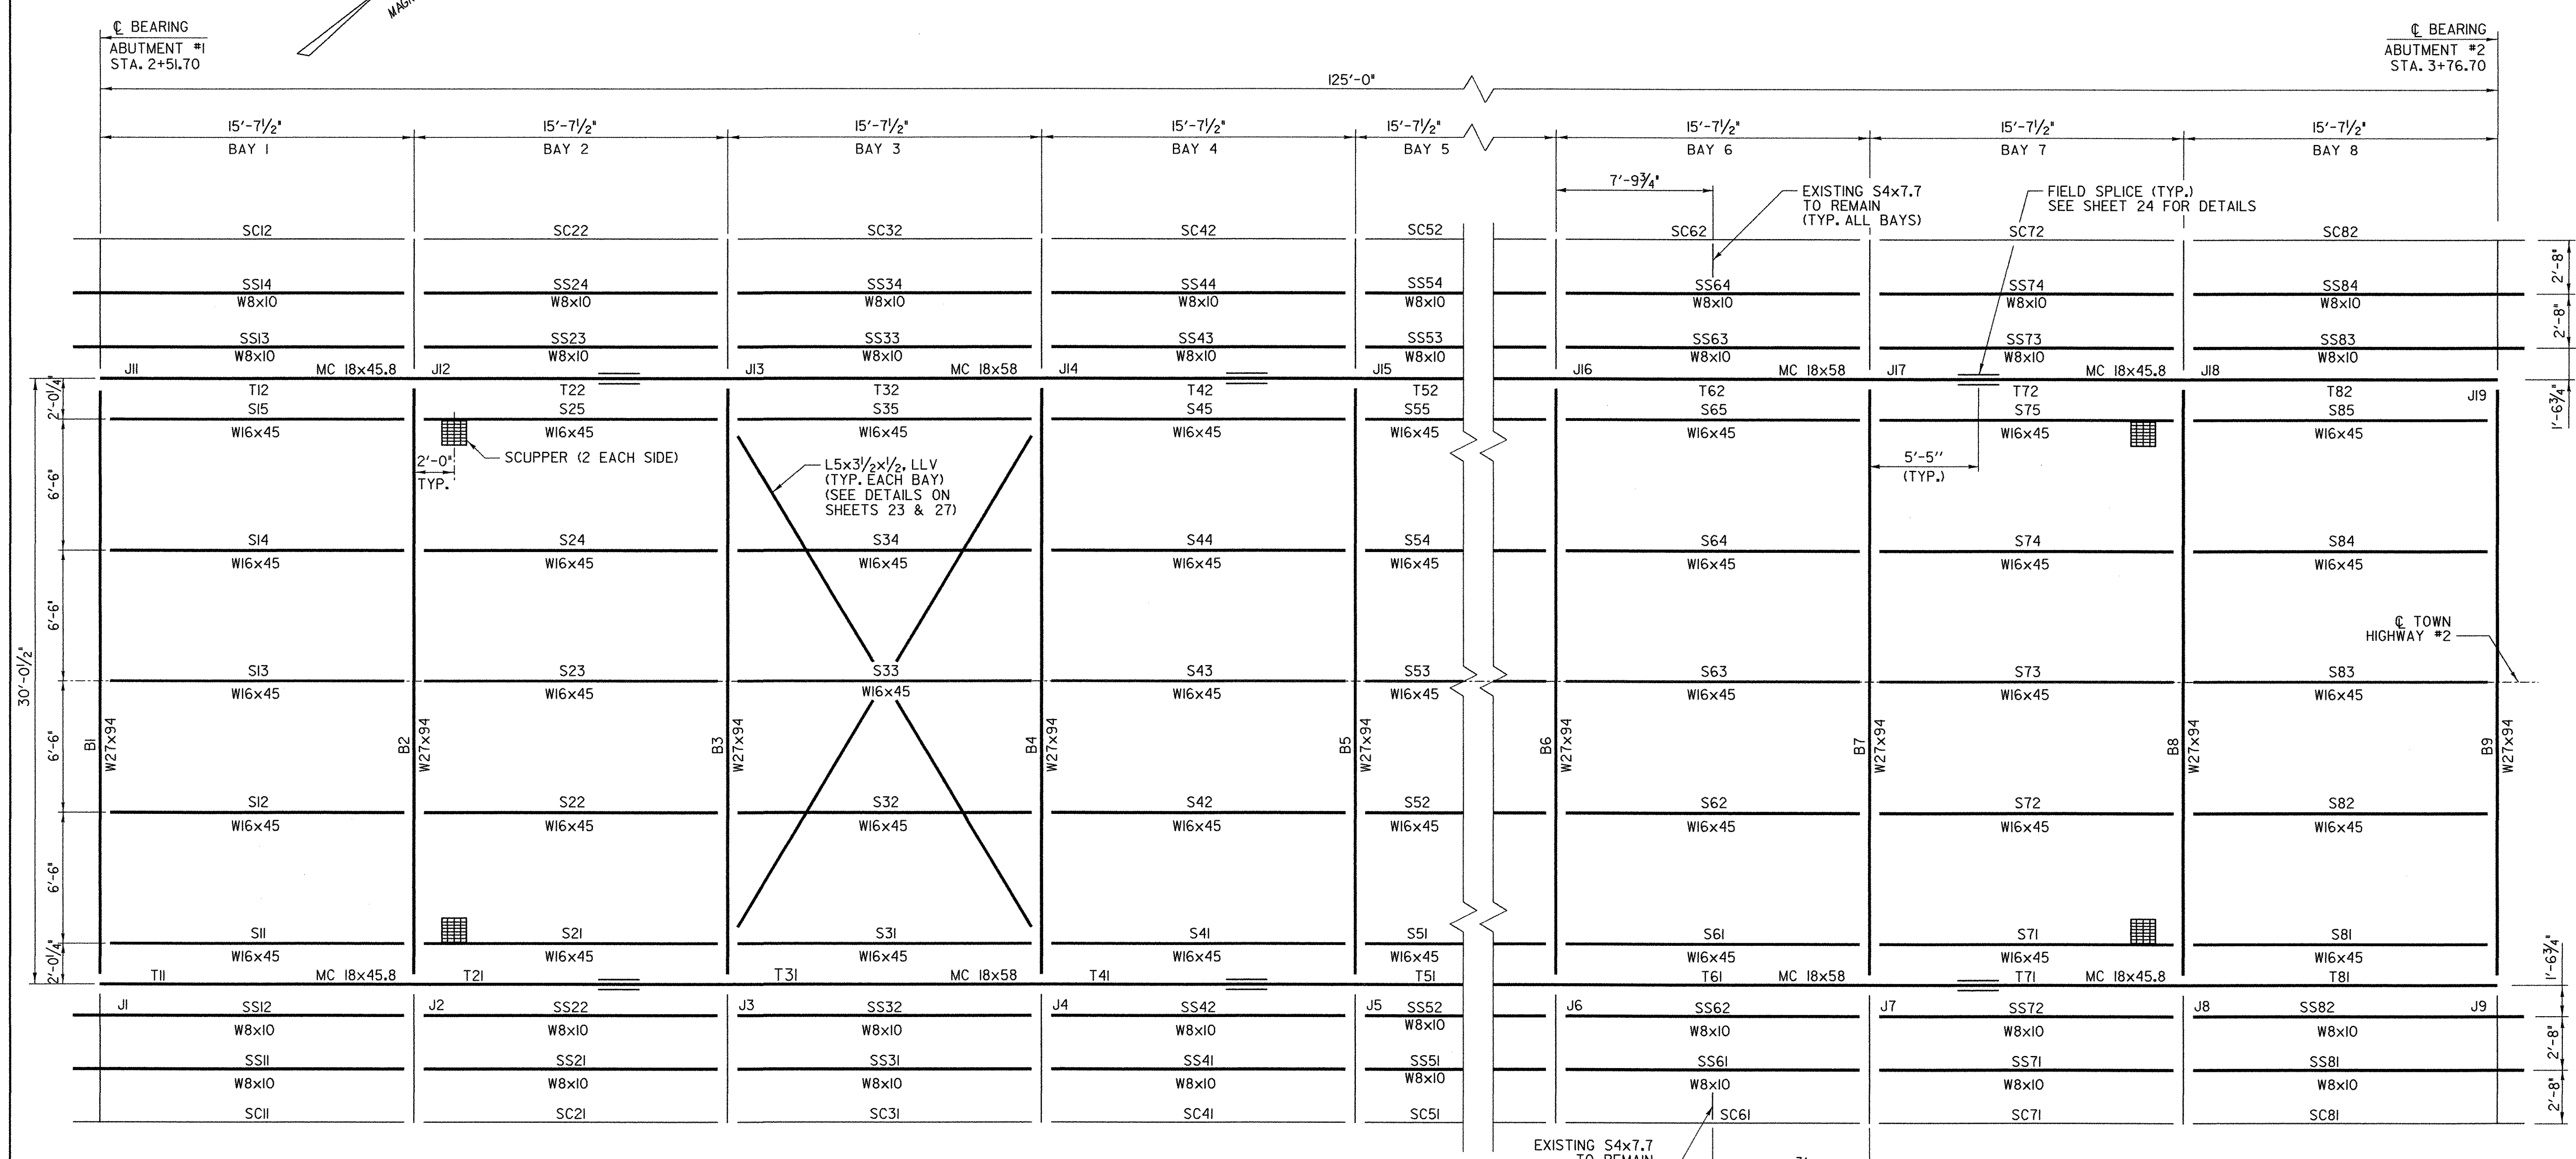 MAGN
℄ BEARING
ABUTMENT #1
STA. 2+51.70
℄ BEARING
ABUTMENT #2
STA. 3+76.70
125'-0"
15'-7½" 15'-7½" 15'-7½" 15'-7½" 15'-7½" 15'-7½" 15'-7½" 15'-7½"
BAY 1 BAY 2 BAY 3 BAY 4 BAY 5 BAY 6 BAY 7 BAY 8
7'-9¾"
EXISTING S4x7.7
TO REMAIN
(TYP. ALL BAYS)
FIELD SPLICE (TYP.)
SEE SHEET 24 FOR DETAILS
SC12 SC22 SC32 SC42 SC52 SC62 SC72 SC82
2'-8"
SS14 SS24 SS34 SS44 SS54 SS64 SS74 SS84
W8x10 W8x10 W8x10 W8x10 W8x10 W8x10 W8x10 W8x10
2'-8"
SS13 SS23 SS33 SS43 SS53 SS63 SS73 SS83
W8x10 W8x10 W8x10 W8x10 W8x10 W8x10 W8x10 W8x10
J11 MC 18x45.8 J12 J13 MC 18x58 J14 J15 J16 MC 18x58 J17 MC 18x45.8 J18
T12 T22 T32 T42 T52 T62 T72 T82 J19
2'-0¼"
1'-6¾"
S15 S25 S35 S45 S55 S65 S75 S85
W16x45 W16x45 W16x45 W16x45 W16x45 W16x45 W16x45 W16x45
SCUPPER (2 EACH SIDE)
2'-0"
TYP.
L5x3½x½, LLV
(TYP. EACH BAY)
(SEE DETAILS ON
SHEETS 23 & 27)
5'-5''
(TYP.)
6'-6"
S14 S24 S34 S44 S54 S64 S74 S84
W16x45 W16x45 W16x45 W16x45 W16x45 W16x45 W16x45 W16x45
6'-6"
℄ TOWN
HIGHWAY #2
30'-0½"
S13 S23 S33 S43 S53 S63 S73 S83
W16x45 W16x45 W16x45 W16x45 W16x45 W16x45 W16x45 W16x45
6'-6"
B1 B2 B3 B4 B5 B6 B7 B8 B9
W27x94 W27x94 W27x94 W27x94 W27x94 W27x94 W27x94 W27x94 W27x94
S12 S22 S32 S42 S52 S62 S72 S82
W16x45 W16x45 W16x45 W16x45 W16x45 W16x45 W16x45 W16x45
6'-6"
S11 S21 S31 S41 S51 S61 S71 S81
W16x45 W16x45 W16x45 W16x45 W16x45 W16x45 W16x45 W16x45
2'-0¼"
1'-6¾"
T11 MC 18x45.8 T21 T31 MC 18x58 T41 T51 T61 MC 18x58 T71 MC 18x45.8 T81
J1 SS12 J2 SS22 J3 SS32 J4 SS42 J5 SS52 J6 SS62 J7 SS72 J8 SS82 J9
W8x10 W8x10 W8x10 W8x10 W8x10 W8x10 W8x10 W8x10
2'-8"
SS11 SS21 SS31 SS41 SS51 SS61 SS71 SS81
W8x10 W8x10 W8x10 W8x10 W8x10 W8x10 W8x10 W8x10
2'-8"
SC11 SC21 SC31 SC41 SC51 SC61 SC71 SC81
EXISTING S4x7.7
TO REMAIN